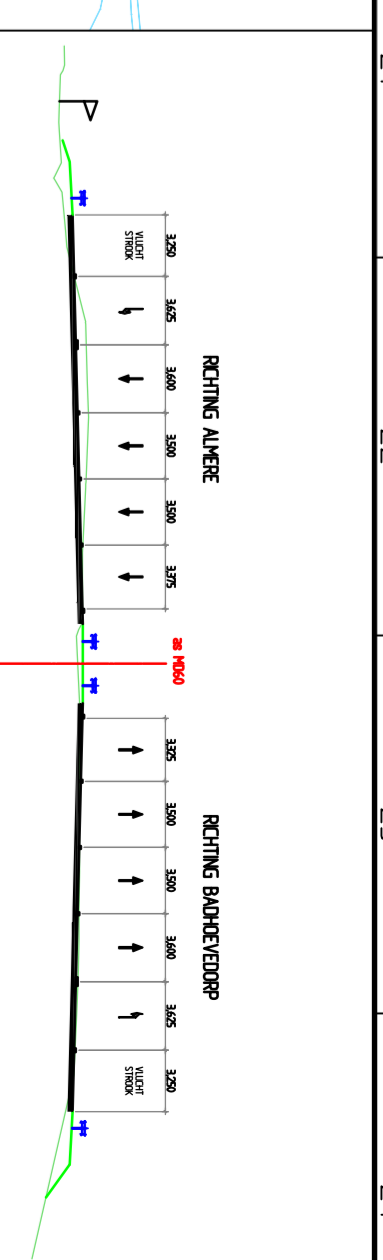 RICHTING ALMERE
3.250
3.625
3.600
3.500
3.500
3.375
VLUCHT
STROOK
as MD60
RICHTING BADHOEVEDORP
3.325
3.500
3.500
3.600
3.625
3.250
VLUCHT
STROOK